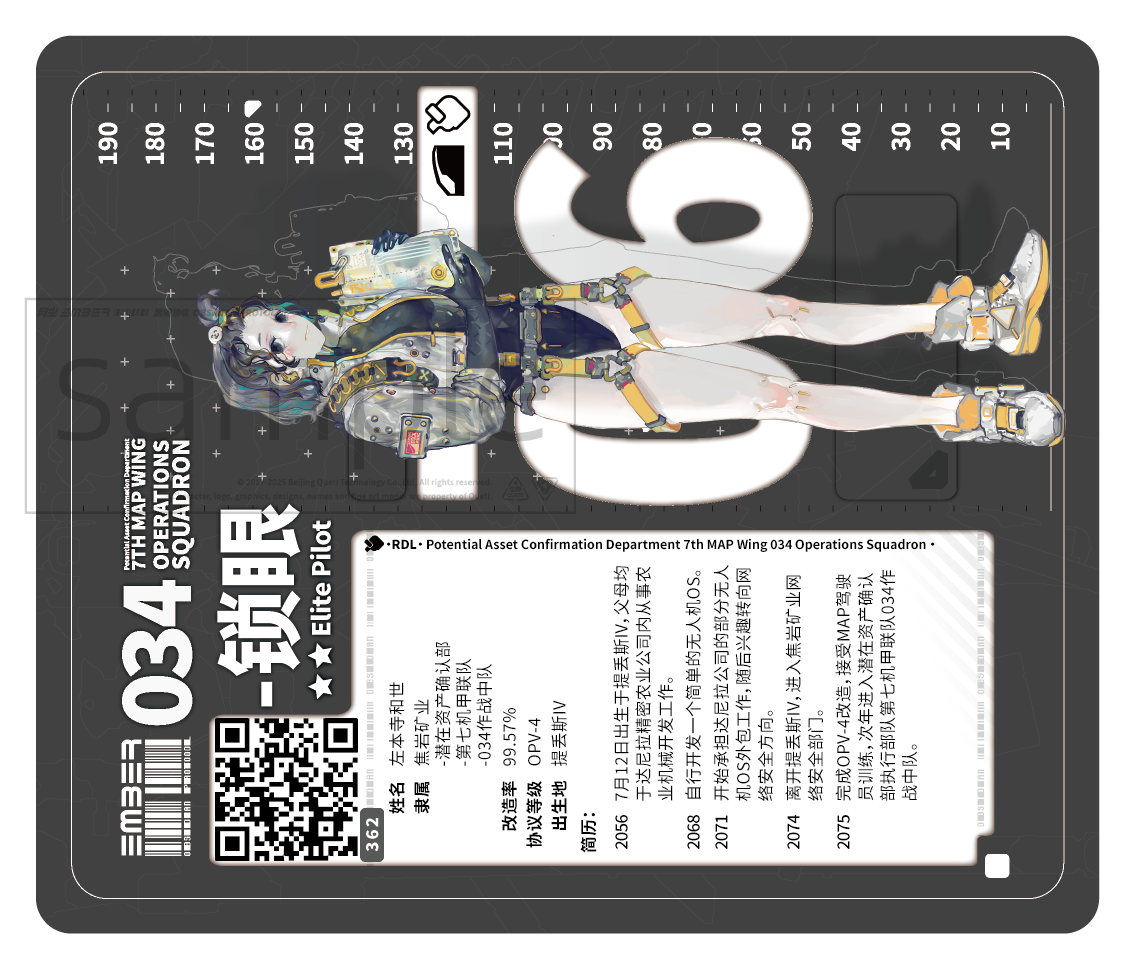 EMBER
034
Potential Asset Confirmation Department
7TH MAP WING
OPERATIONS
SQUADRON
-锁眼
★★Elite Pilot
362
•RDL• Potential Asset Confirmation Department 7th MAP Wing 034 Operations Squadron •
姓名 左本寺和世
隶属 焦岩矿业
-潜在资产确认部
-第七机甲联队
-034作战中队
改造率 99.57%
协议等级 OPV-4
出生地 提丢斯IV
简历:
2056 7月12日出生于提丢斯IV,父母均
于达尼拉精密农业公司内从事农
业机械开发工作。
2068 自行开发一个简单的无人机OS。
2071 开始承担达尼拉公司的部分无人
机OS外包工作,随后兴趣转向网
络安全方向。
2074 离开提丢斯IV,进入焦岩矿业网
络安全部门。
2075 完成OPV-4改造,接受MAP驾驶
员训练,次年进入潜在资产确认
部执行部队第七机甲联队034作
战中队。
190
180
170
160
150
140
130
110
90
80
50
40
30
20
10
sample
All rights reserved.